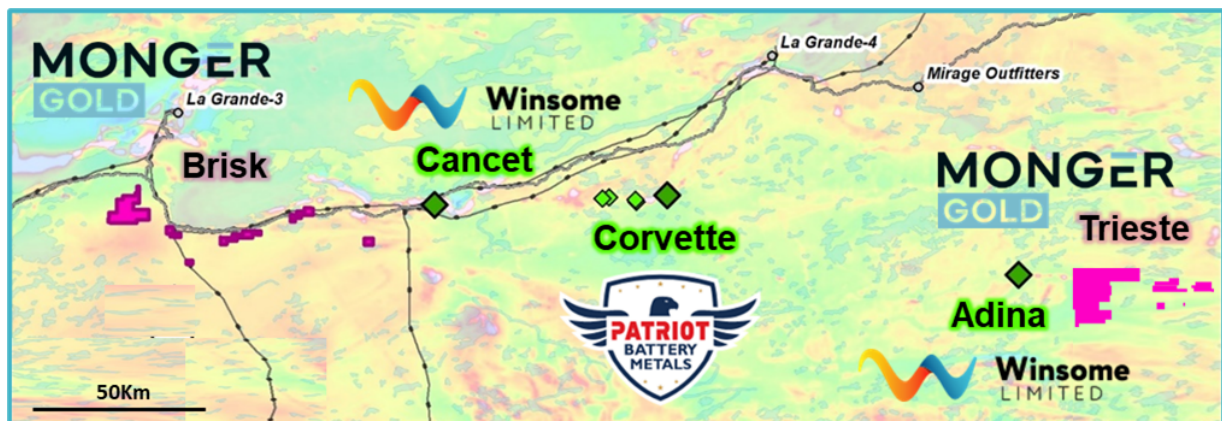 MONGER
GOLD
La Grande-3
Brisk
Winsome
LIMITED
Cancet
La Grande-4
Mirage Outfitters
Corvette
PATRIOT
BATTERY
METALS
MONGER
GOLD
Trieste
Adina
Winsome
LIMITED
50Km